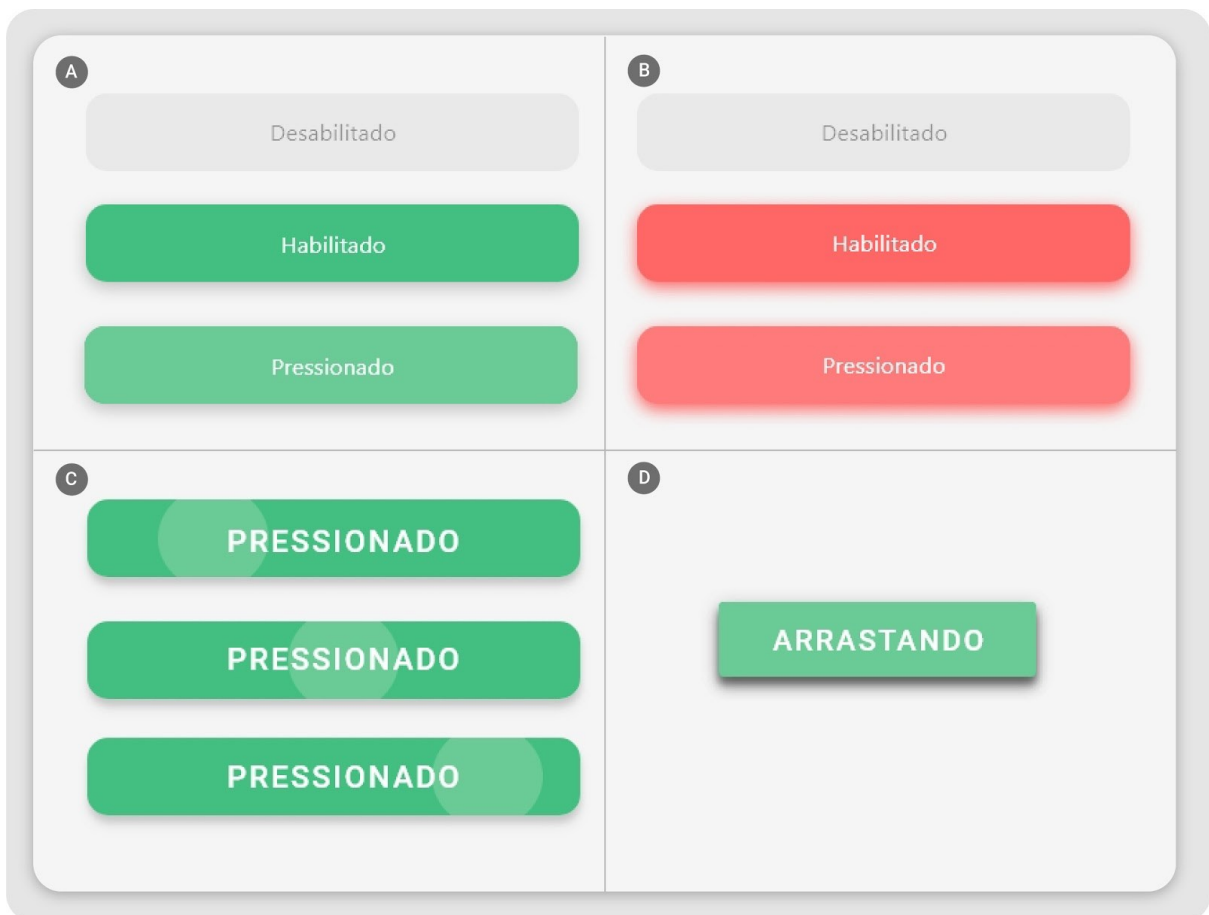 A
Desabilitado
Habilitado
Pressionado
B
Desabilitado
Habilitado
Pressionado
C
PRESSIONADO
PRESSIONADO
PRESSIONADO
D
ARRASTANDO